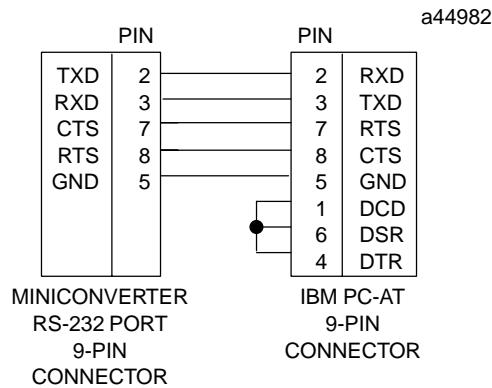 a44982
PIN PIN
TXD 2 2 RXD
RXD 3 3 TXD
CTS 7 7 RTS
RTS 8 8 CTS
GND 5 5 GND
1 DCD
6 DSR
4 DTR
MINICONVERTER
RS-232 PORT
9-PIN
CONNECTOR
IBM PC-AT
9-PIN
CONNECTOR